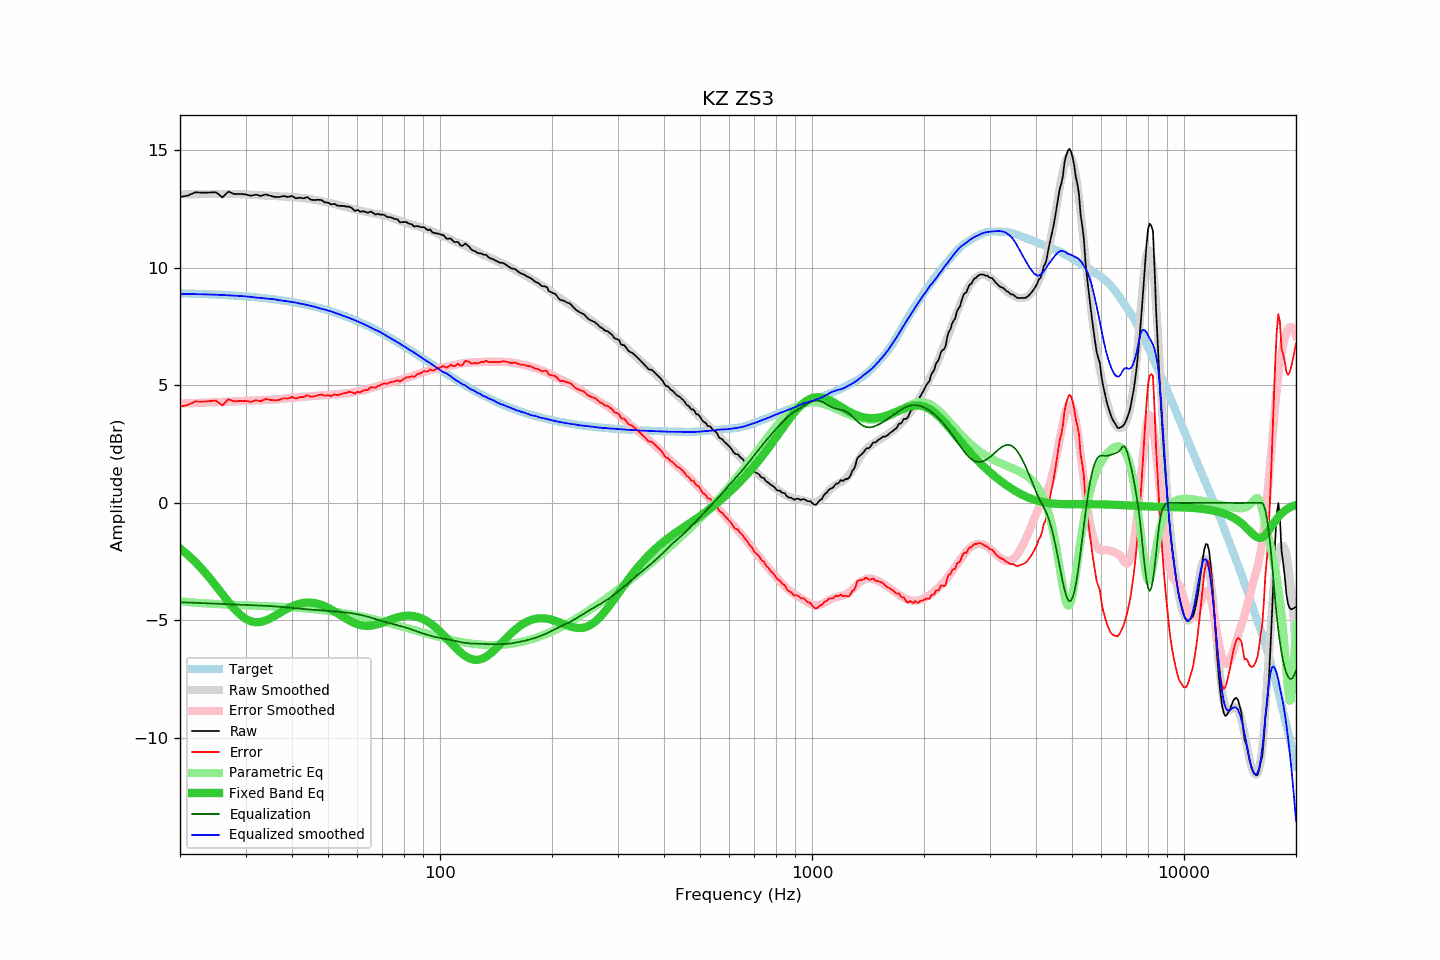 KZ ZS3
15
10
5
0
−5
−10
Amplitude (dBr)
Target
Raw Smoothed
Error Smoothed
Raw
Error
Parametric Eq
Fixed Band Eq
Equalization
Equalized smoothed
100
1000
10000
Frequency (Hz)